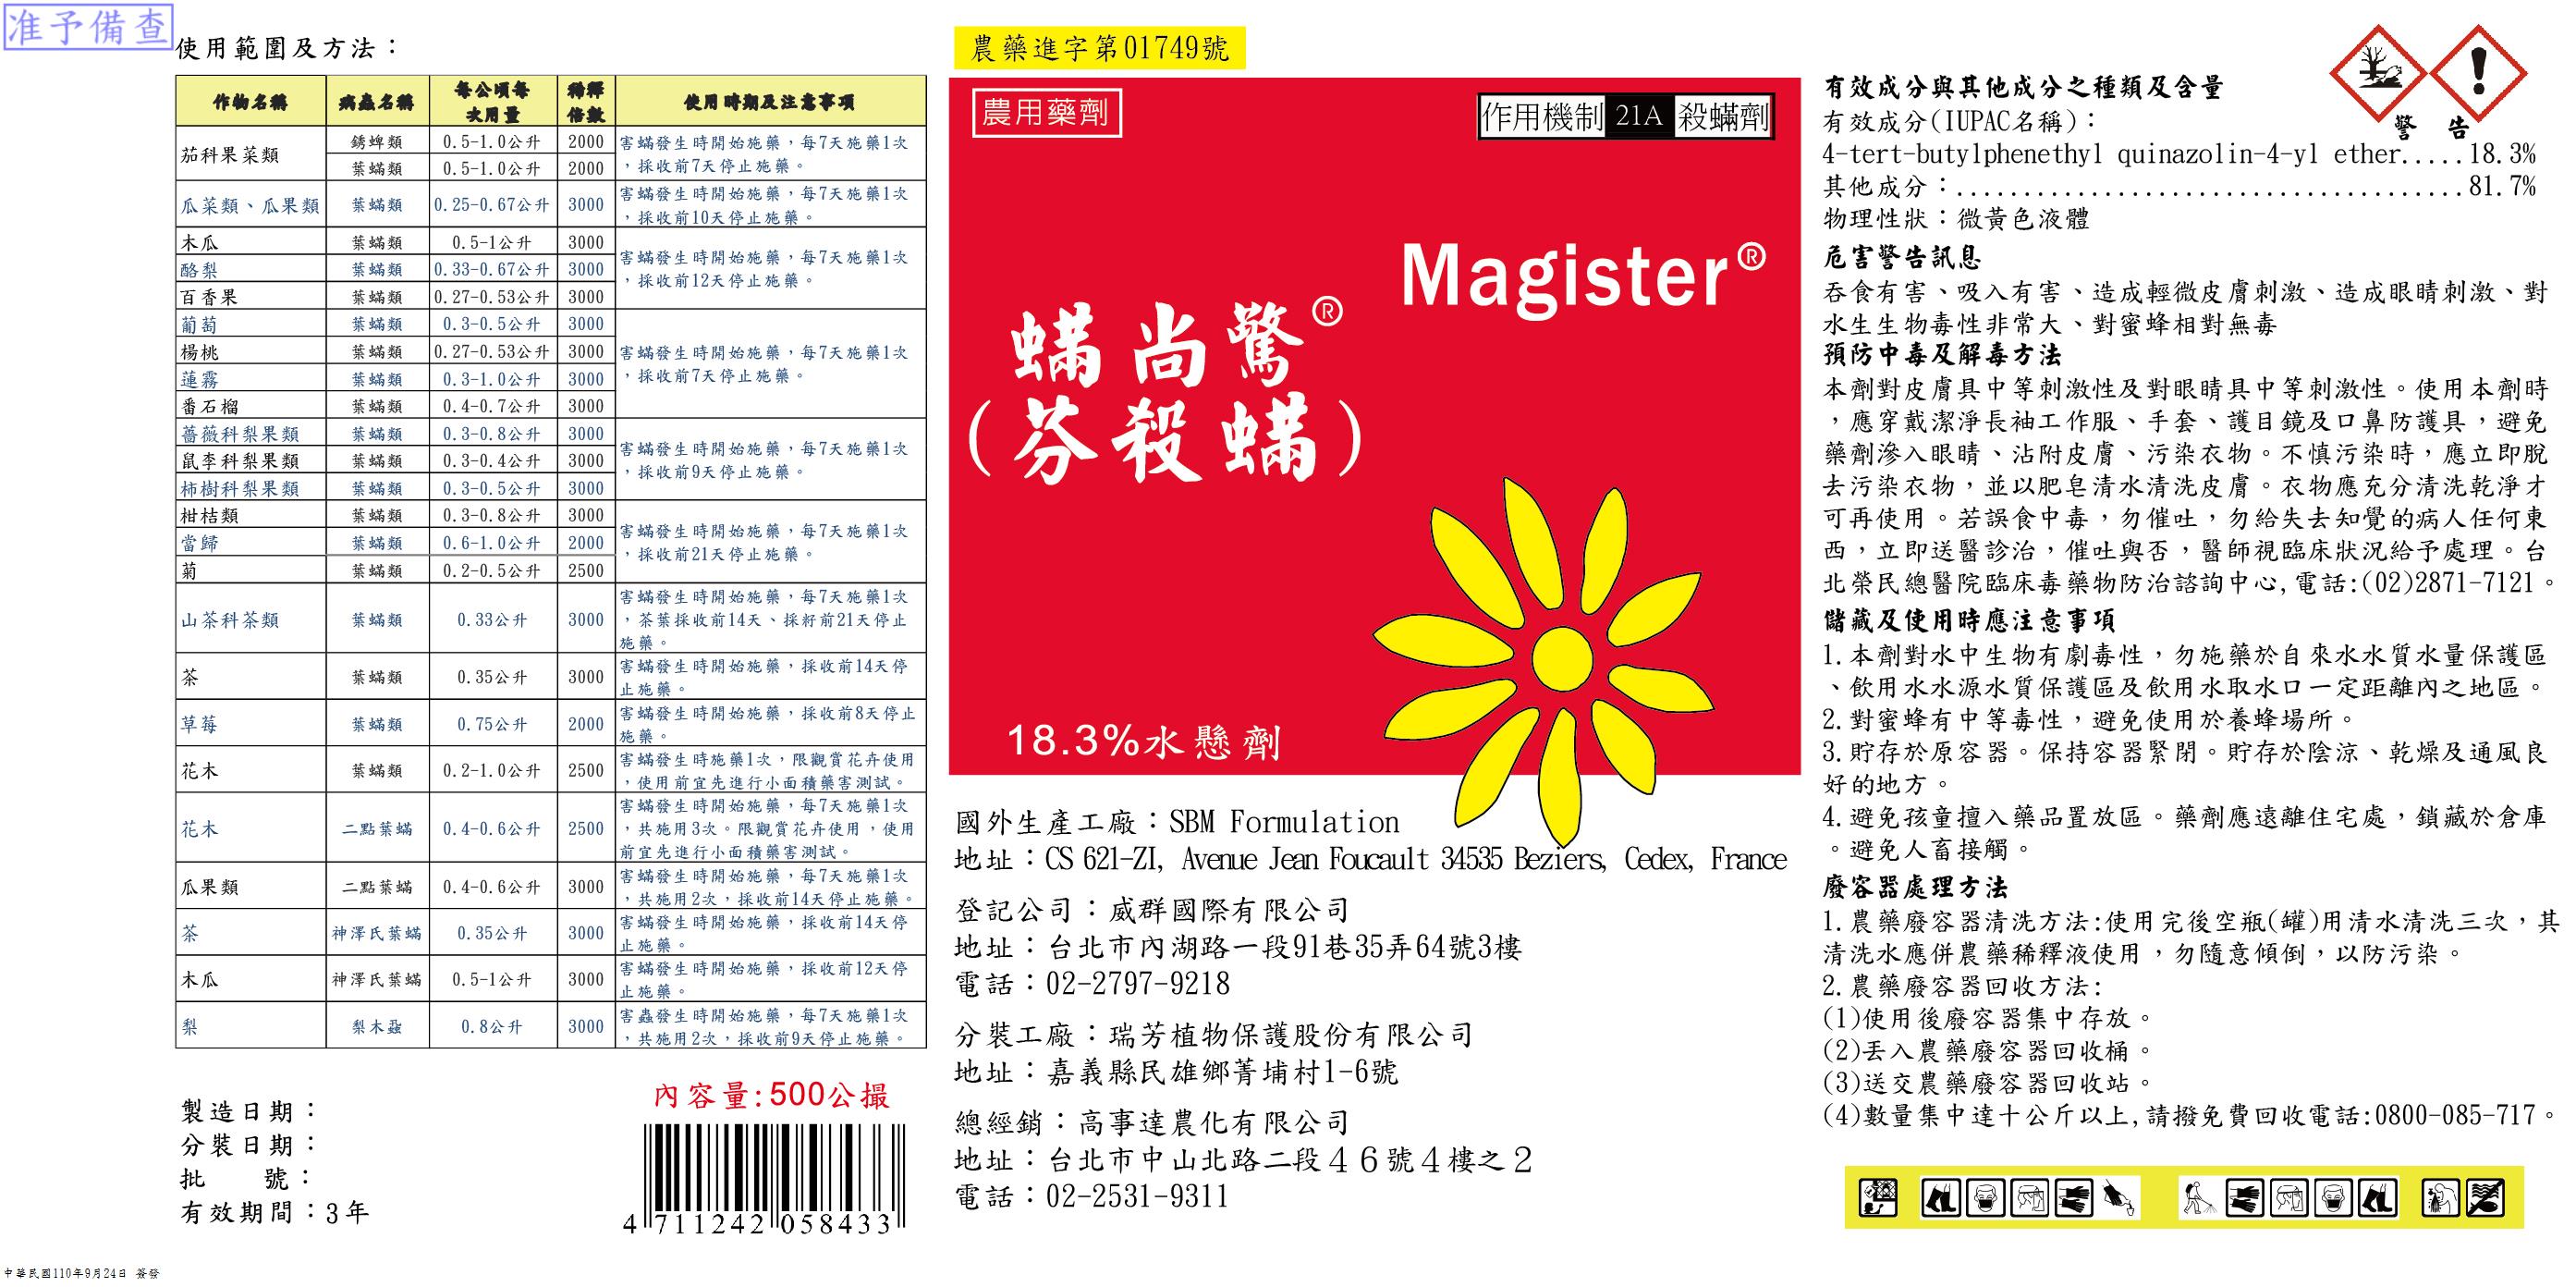 准予備查
使用範圍及方法：
作物名稱 病蟲名稱 每公頃每次用量 稀釋倍數 使用時期及注意事項
茄科果菜類 銹蜱類 0.5-1.0公升 2000 害蟎發生時開始施藥，每7天施藥1次
葉蟎類 0.5-1.0公升 2000 ，採收前7天停止施藥。
瓜菜類、瓜果類 葉蟎類 0.25-0.67公升 3000 害蟎發生時開始施藥，每7天施藥1次
，採收前10天停止施藥。
木瓜 葉蟎類 0.5-1公升 3000
酪梨 葉蟎類 0.33-0.67公升 3000 害蟎發生時開始施藥，每7天施藥1次
，採收前12天停止施藥。
百香果 葉蟎類 0.27-0.53公升 3000
葡萄 葉蟎類 0.3-0.5公升 3000
楊桃 葉蟎類 0.27-0.53公升 3000 害蟎發生時開始施藥，每7天施藥1次
蓮霧 葉蟎類 0.3-1.0公升 3000 ，採收前7天停止施藥。
番石榴 葉蟎類 0.4-0.7公升 3000
薔薇科梨果類 葉蟎類 0.3-0.8公升 3000
鼠李科梨果類 葉蟎類 0.3-0.4公升 3000 害蟎發生時開始施藥，每7天施藥1次
，採收前9天停止施藥。
柿樹科梨果類 葉蟎類 0.3-0.5公升 3000
柑桔類 葉蟎類 0.3-0.8公升 3000
當歸 葉蟎類 0.6-1.0公升 2000 害蟎發生時開始施藥，每7天施藥1次
，採收前21天停止施藥。
菊 葉蟎類 0.2-0.5公升 2500
山茶科茶類 葉蟎類 0.33公升 3000 害蟎發生時開始施藥，每7天施藥1次
，茶葉採收前14天、採籽前21天停止
施藥。
茶 葉蟎類 0.35公升 3000 害蟎發生時開始施藥，採收前14天停
止施藥。
草莓 葉蟎類 0.75公升 2000 害蟎發生時開始施藥，採收前8天停止
施藥。
花木 葉蟎類 0.2-1.0公升 2500 害蟎發生時施藥1次，限觀賞花卉使用
，使用前宜先進行小面積藥害測試。
花木 二點葉蟎 0.4-0.6公升 2500 害蟎發生時開始施藥，每7天施藥1次
，共施用3次。限觀賞花卉使用，使用
前宜先進行小面積藥害測試。
瓜果類 二點葉蟎 0.4-0.6公升 3000 害蟎發生時開始施藥，每7天施藥1次
，共施用2次，採收前14天停止施藥。
茶 神澤氏葉蟎 0.35公升 3000 害蟎發生時開始施藥，採收前14天停
止施藥。
木瓜 神澤氏葉蟎 0.5-1公升 3000 害蟎發生時開始施藥，採收前12天停
止施藥。
梨 梨木蝨 0.8公升 3000 害蟲發生時開始施藥，每7天施藥1次
，共施用2次，採收前9天停止施藥。
製造日期：
分裝日期：
批　　號：
有效期間：3年
內容量:500公撮
4 711242 058433
中華民國110年9月24日 簽發
農藥進字第01749號
農用藥劑
作用機制 21A 殺蟎劑
Magister®
蟎尚驚®
(芬殺蟎)
18.3%水懸劑
國外生產工廠：SBM Formulation
地址：CS 621-ZI, Avenue Jean Foucault 34535 Beziers, Cedex, France
登記公司：威群國際有限公司
地址：台北市內湖路一段91巷35弄64號3樓
電話：02-2797-9218
分裝工廠：瑞芳植物保護股份有限公司
地址：嘉義縣民雄鄉菁埔村1-6號
總經銷：高事達農化有限公司
地址：台北市中山北路二段４６號４樓之２
電話：02-2531-9311
警告
有效成分與其他成分之種類及含量
有效成分(IUPAC名稱)：
4-tert-butylphenethyl quinazolin-4-yl ether.....18.3%
其他成分：......................................81.7%
物理性狀：微黃色液體
危害警告訊息
吞食有害、吸入有害、造成輕微皮膚刺激、造成眼睛刺激、對
水生生物毒性非常大、對蜜蜂相對無毒
預防中毒及解毒方法
本劑對皮膚具中等刺激性及對眼睛具中等刺激性。使用本劑時
，應穿戴潔淨長袖工作服、手套、護目鏡及口鼻防護具，避免
藥劑滲入眼睛、沾附皮膚、污染衣物。不慎污染時，應立即脫
去污染衣物，並以肥皂清水清洗皮膚。衣物應充分清洗乾淨才
可再使用。若誤食中毒，勿催吐，勿給失去知覺的病人任何東
西，立即送醫診治，催吐與否，醫師視臨床狀況給予處理。台
北榮民總醫院臨床毒藥物防治諮詢中心,電話:(02)2871-7121。
儲藏及使用時應注意事項
1.本劑對水中生物有劇毒性，勿施藥於自來水水質水量保護區
、飲用水水源水質保護區及飲用水取水口一定距離內之地區。
2.對蜜蜂有中等毒性，避免使用於養蜂場所。
3.貯存於原容器。保持容器緊閉。貯存於陰涼、乾燥及通風良
好的地方。
4.避免孩童擅入藥品置放區。藥劑應遠離住宅處，鎖藏於倉庫
。避免人畜接觸。
廢容器處理方法
1.農藥廢容器清洗方法:使用完後空瓶(罐)用清水清洗三次，其
清洗水應併農藥稀釋液使用，勿隨意傾倒，以防污染。
2.農藥廢容器回收方法:
(1)使用後廢容器集中存放。
(2)丟入農藥廢容器回收桶。
(3)送交農藥廢容器回收站。
(4)數量集中達十公斤以上,請撥免費回收電話:0800-085-717。